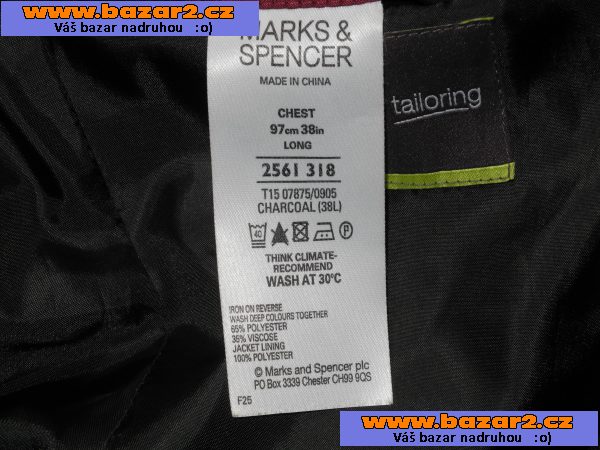 www.bazar2.cz
Váš bazar nadruhou :o)
MARKS &
SPENCER
MADE IN CHINA
CHEST
97cm 38in
LONG
2561 318
T15 07875/0905
CHARCOAL (38L)
40
P
THINK CLIMATE-
RECOMMEND
WASH AT 30°C
IRON ON REVERSE
WASH DEEP COLOURS TOGETHER
65% POLYESTER
35% VISCOSE
JACKET LINING
100% POLYESTER
© Marks and Spencer plc
PO Box 3339 Chester CH99 9QS
F25
tailoring
www.bazar2.cz
Váš bazar nadruhou :o)